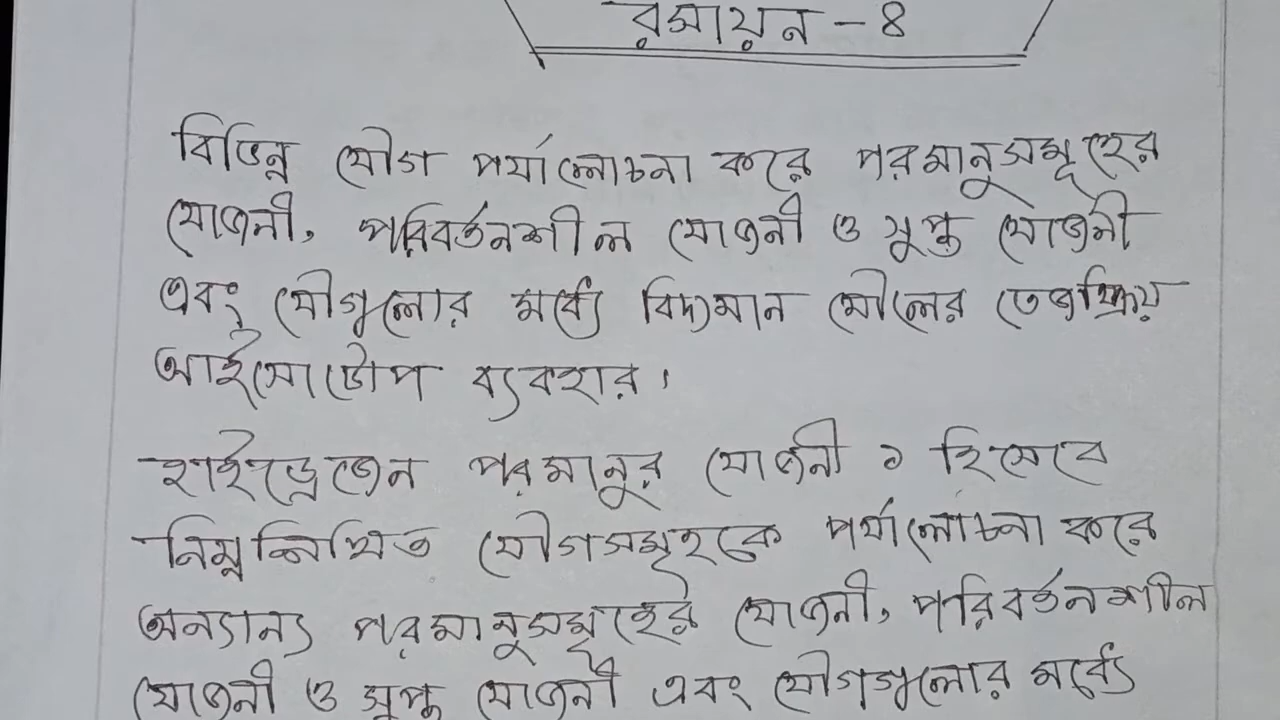 রসায়ন - ৪
বিভিন্ন যৌগ পর্যালোচনা করে পরমানুসমূহের
যোজনী, পরিবর্তনশীল যোজনী ও সুপ্ত যোজনী
এবং যৌগুলোর মধ্যে বিদ্যমান মৌলের তেজস্ক্রিয়
আইসোটোপ ব্যবহার।
হাইড্রেজেন পরমানুর যোজনী ১ হিসেবে
নিম্নলিখিত যৌগসমূহকে পর্যালোচনা করে
অন্যান্য পরমানুসমূহের যোজনী, পরিবর্তনশীল
যোজনী ও সুপ্ত যোজনী এবং যৌগগুলোর মধ্যে